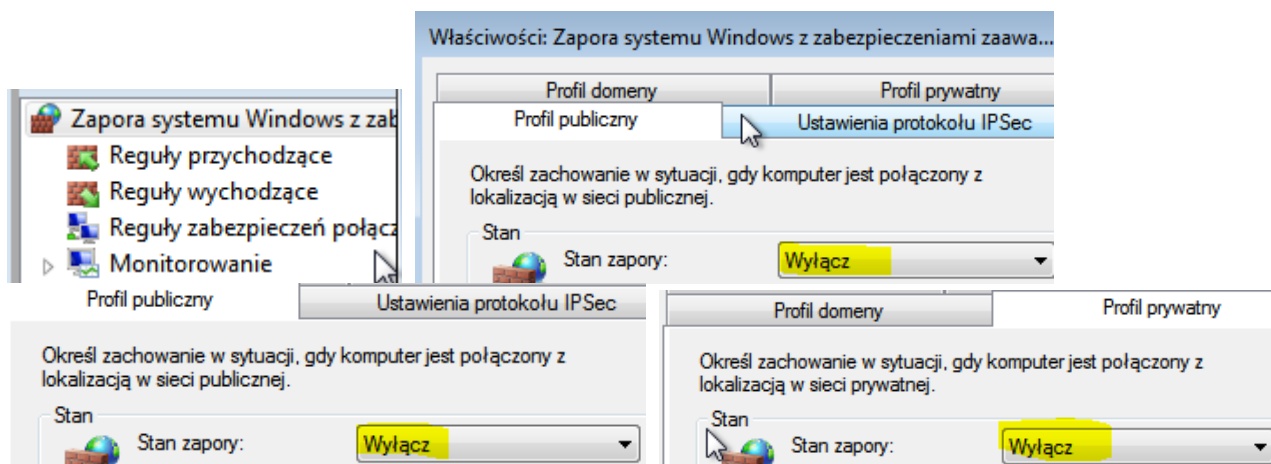 Właściwości: Zapora systemu Windows z zabezpieczeniami zaawa...
Profil domeny
Profil prywatny
Profil publiczny
Ustawienia protokołu IPSec
Określ zachowanie w sytuacji, gdy komputer jest połączony z
lokalizacją w sieci publicznej.
Stan
Stan zapory:
Wyłącz
Zapora systemu Windows z zab
Reguły przychodzące
Reguły wychodzące
Reguły zabezpieczeń połącz
Monitorowanie
Profil publiczny
Ustawienia protokołu IPSec
Określ zachowanie w sytuacji, gdy komputer jest połączony z
lokalizacją w sieci publicznej.
Stan
Stan zapory:
Wyłącz
Profil domeny
Profil prywatny
Określ zachowanie w sytuacji, gdy komputer jest połączony z
lokalizacją w sieci prywatnej.
Stan
Stan zapory:
Wyłącz